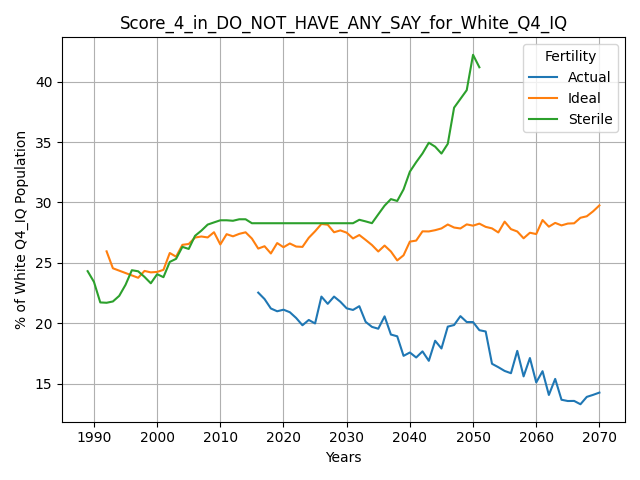 Score_4_in_DO_NOT_HAVE_ANY_SAY_for_White_Q4_IQ
% of White Q4_IQ Population
40
35
30
25
20
15
Fertility
Actual
Ideal
Sterile
1990 2000 2010 2020 2030 2040 2050 2060 2070
Years